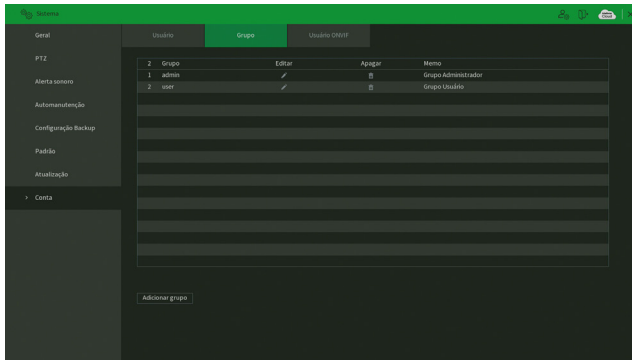 Sistema
Geral
Usuário Grupo Usuário ONVIF
PTZ
2 Grupo Editar Apagar Memo
1 admin Grupo Administrador
2 user Grupo Usuário
Alerta sonoro
Automanutenção
Configuração Backup
Padrão
Atualização
> Conta
Adicionar grupo